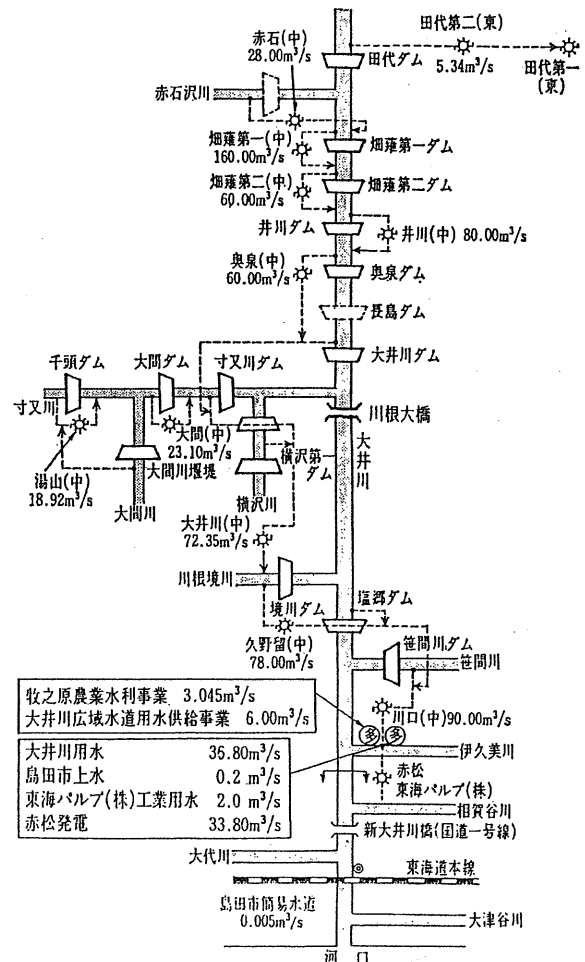 田代第二(東)
5.34m³/s
田代第一
(東)
赤石(中)
28.00m³/s
田代ダム
赤石沢川
畑薙第一(中)
160.00m³/s
畑薙第一ダム
畑薙第二(中)
60.00m³/s
畑薙第二ダム
井川ダム
井川(中) 80.00m³/s
奥泉(中)
60.00m³/s
奥泉ダム
長島ダム
大井川ダム
千頭ダム
大間ダム
寸又川ダム
寸又川
川根大橋
大間(中)
23.10m³/s
横沢第一ダム
大井川
湯山(中)
18.92m³/s
大間川堰堤
大間川
横沢川
大井川(中)
72.35m³/s
川根境川
境川ダム
塩郷ダム
久野脇(中)
78.00m³/s
笹間川ダム
笹間川
牧之原農業水利事業 3.045m³/s
大井川広域水道用水供給事業 6.00m³/s
川口(中)90.00m³/s
多 多
伊久美川
大井川用水 36.80m³/s
島田市上水 0.2 m³/s
東海パルプ(株)工業用水 2.0 m³/s
赤松発電 33.80m³/s
赤松
東海パルプ(株)
相賀谷川
新大井川橋(国道一号線)
大代川
東海道本線
島田市簡易水道
0.005m³/s
大津谷川
河口